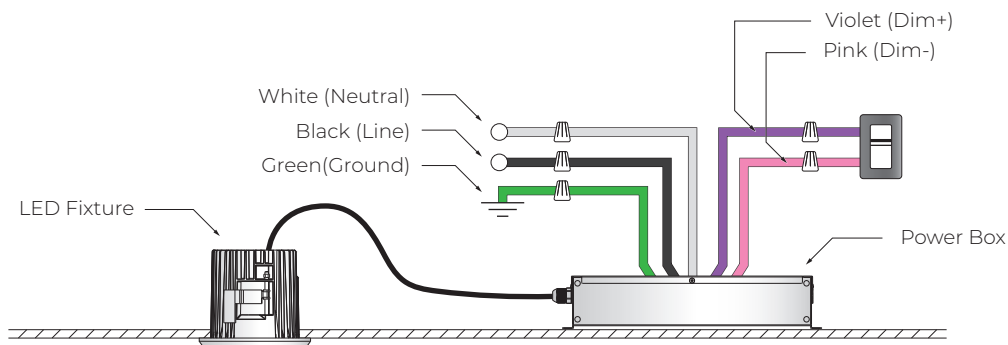 Violet (Dim+)
Pink (Dim-)
White (Neutral)
Black (Line)
Green(Ground)
LED Fixture
Power Box